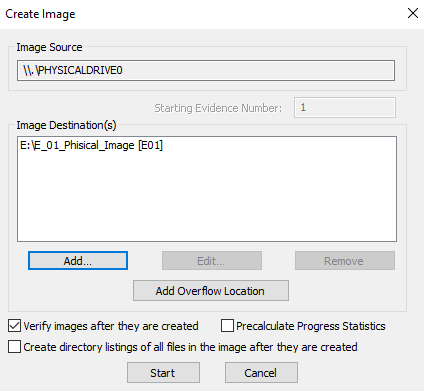 Create Image
Image Source
\\.\PHYSICALDRIVE0
Starting Evidence Number:
1
Image Destination(s)
E:\E_01_Phisical_Image [E01]
Add...
Edit...
Remove
Add Overflow Location
Verify images after they are created
Precalculate Progress Statistics
Create directory listings of all files in the image after they are created
Start
Cancel